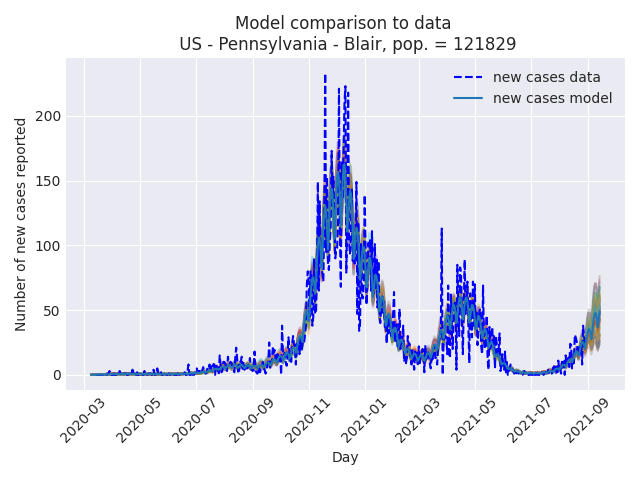 Model comparison to data
US - Pennsylvania - Blair, pop. = 121829
new cases data
new cases model
Number of new cases reported
200
150
100
50
0
2020-03
2020-05
2020-07
2020-09
2020-11
2021-01
2021-03
2021-05
2021-07
2021-09
Day